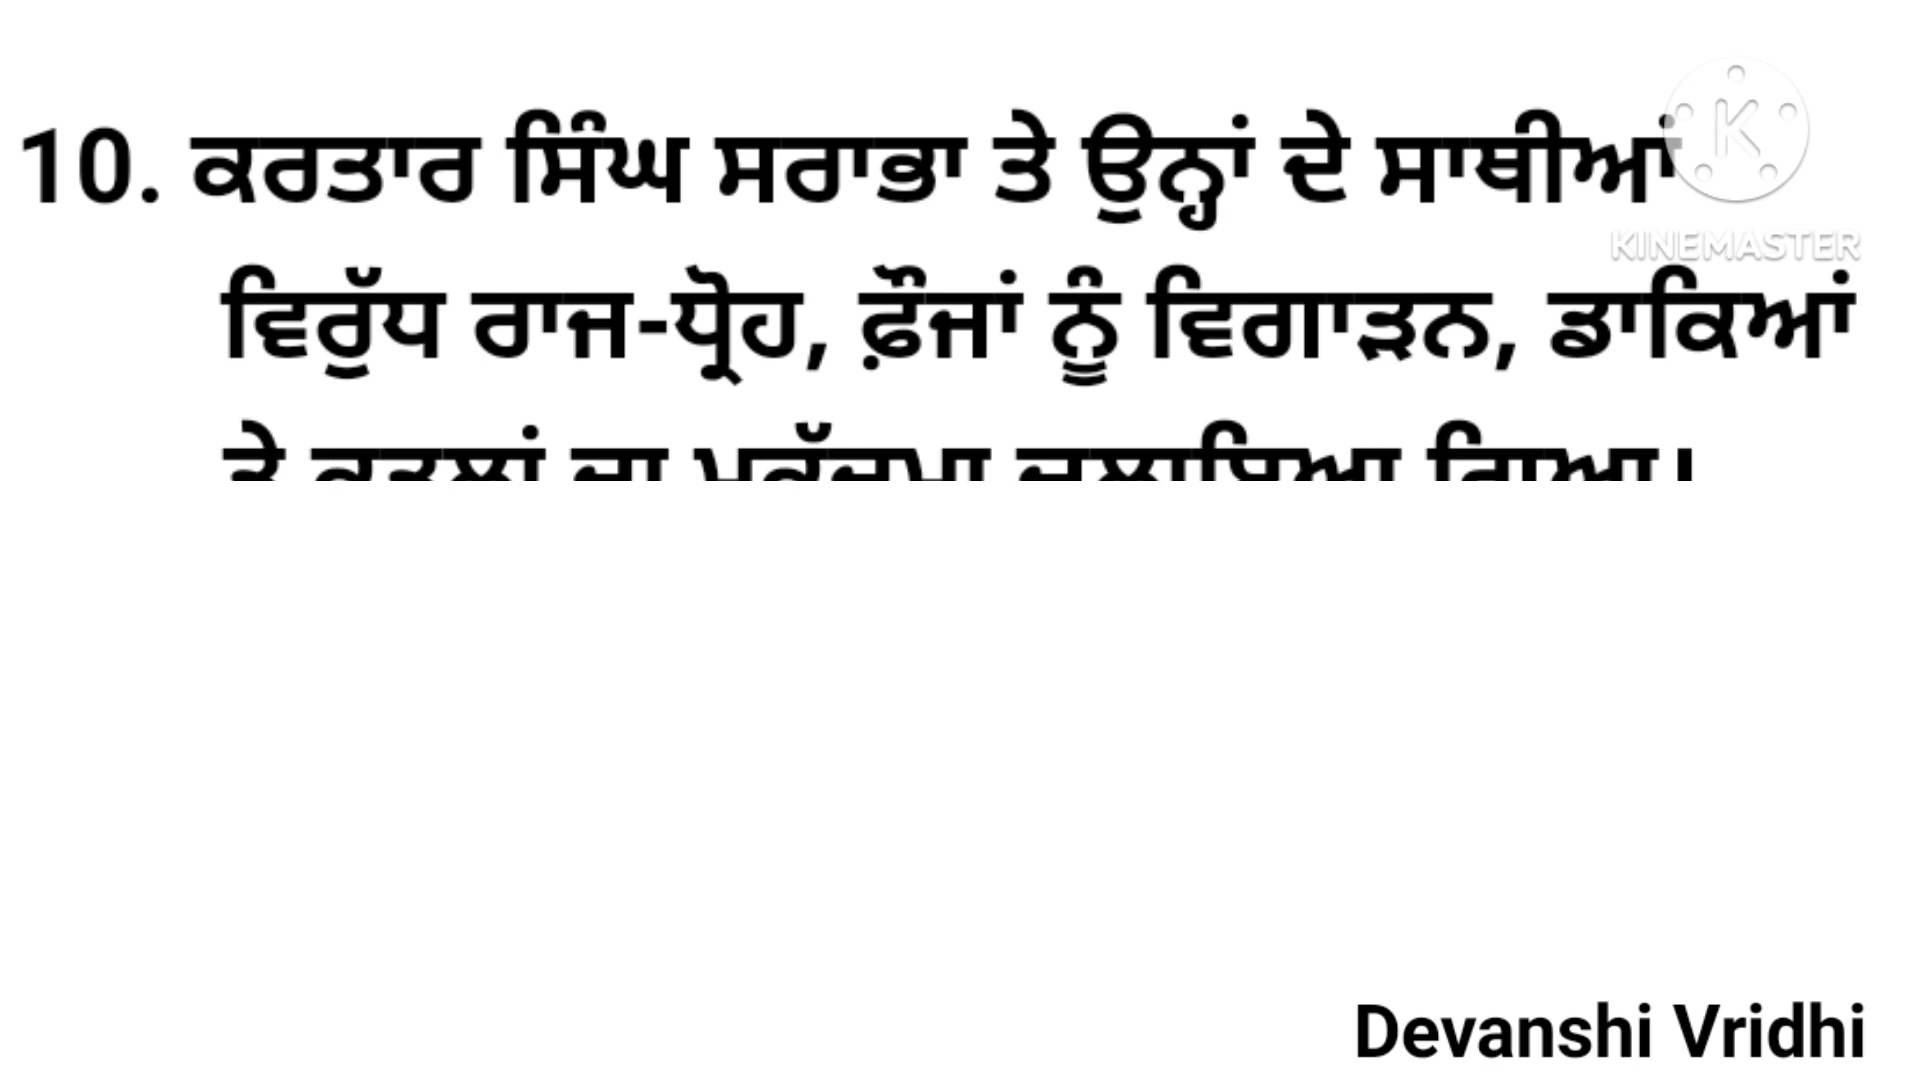 10. ਕਰਤਾਰ ਸਿੰਘ ਸਰਾਭਾ ਤੇ ਉਨ੍ਹਾਂ ਦੇ ਸਾਥੀਆਂ
KINEMASTER
ਵਿਰੁੱਧ ਰਾਜ-ਧ੍ਰੋਹ, ਫ਼ੌਜਾਂ ਨੂੰ ਵਿਗਾੜਨ, ਡਾਕਿਆਂ
Devanshi Vridhi